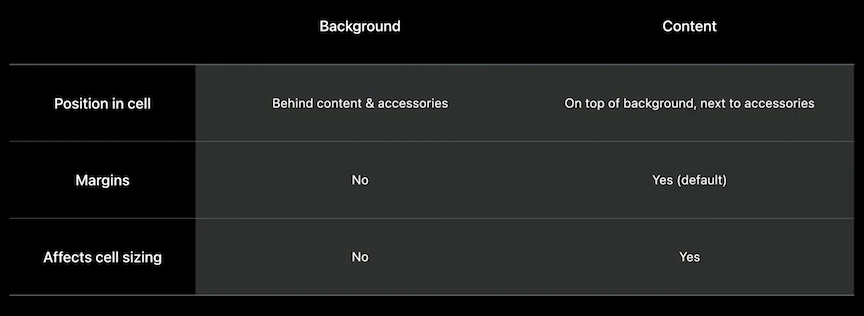 Background Content
Position in cell Behind content & accessories On top of background, next to accessories
Margins No Yes (default)
Affects cell sizing No Yes